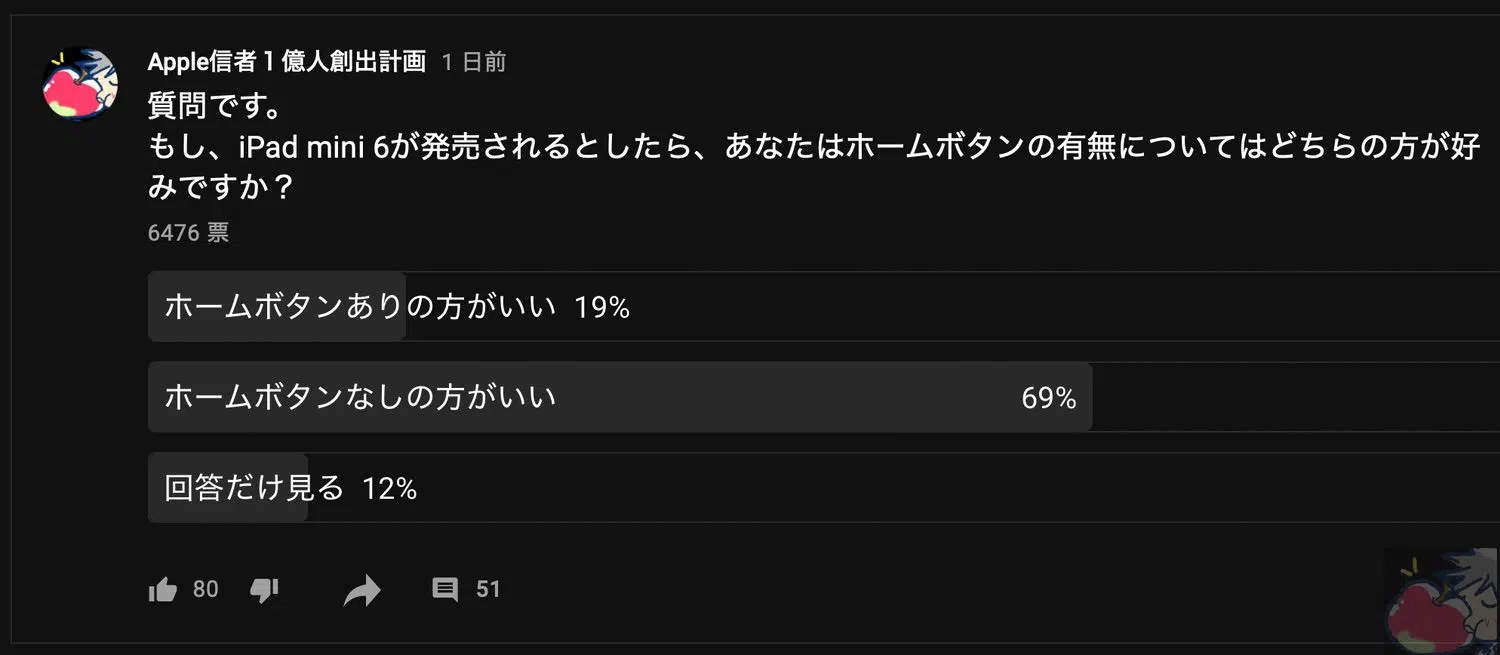 Apple信者1億人創出計画 1 日前
質問です。
もし、iPad mini 6が発売されるとしたら、あなたはホームボタンの有無についてはどちらの方が好
みですか？
6476 票
ホームボタンありの方がいい 19%
ホームボタンなしの方がいい 69%
回答だけ見る 12%
80 51